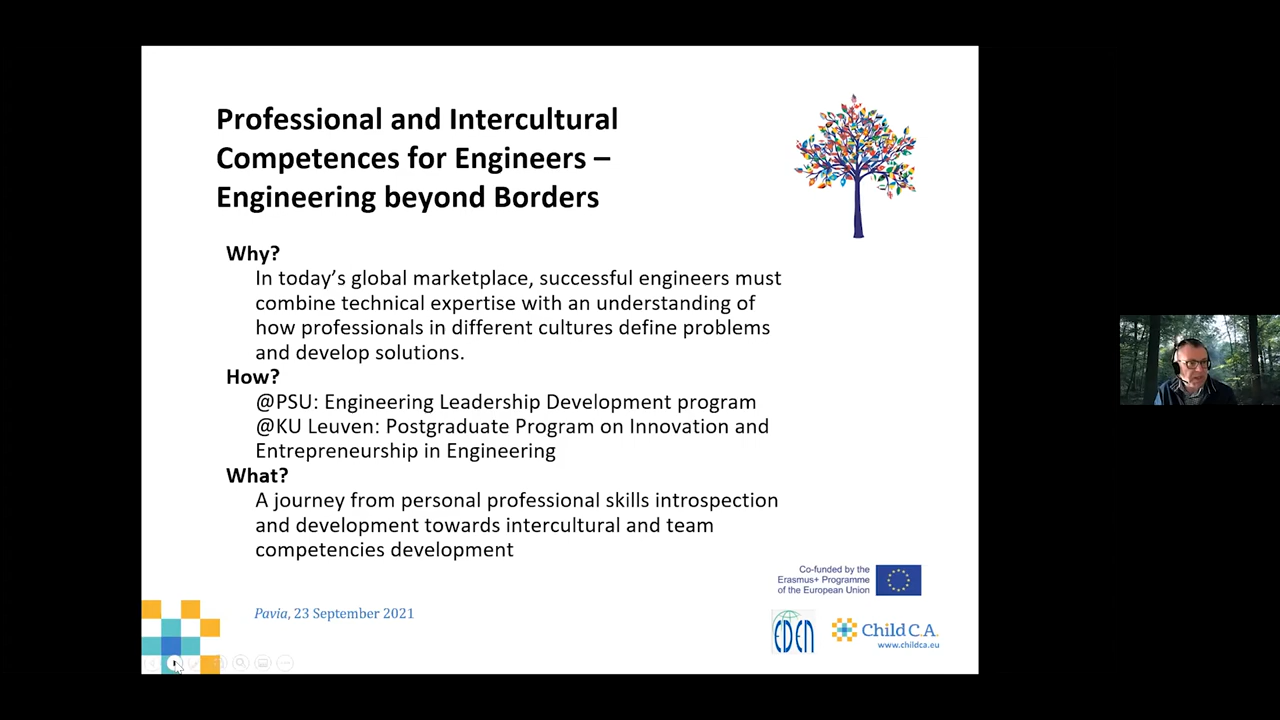 Professional and Intercultural
Competences for Engineers –
Engineering beyond Borders
Why?
In today’s global marketplace, successful engineers must
combine technical expertise with an understanding of
how professionals in different cultures define problems
and develop solutions.
How?
@PSU: Engineering Leadership Development program
@KU Leuven: Postgraduate Program on Innovation and
Entrepreneurship in Engineering
What?
A journey from personal professional skills introspection
and development towards intercultural and team
competencies development
Co-funded by the
Erasmus+ Programme
of the European Union
Pavia, 23 September 2021
EDEN
Child C.A.
www.childca.eu